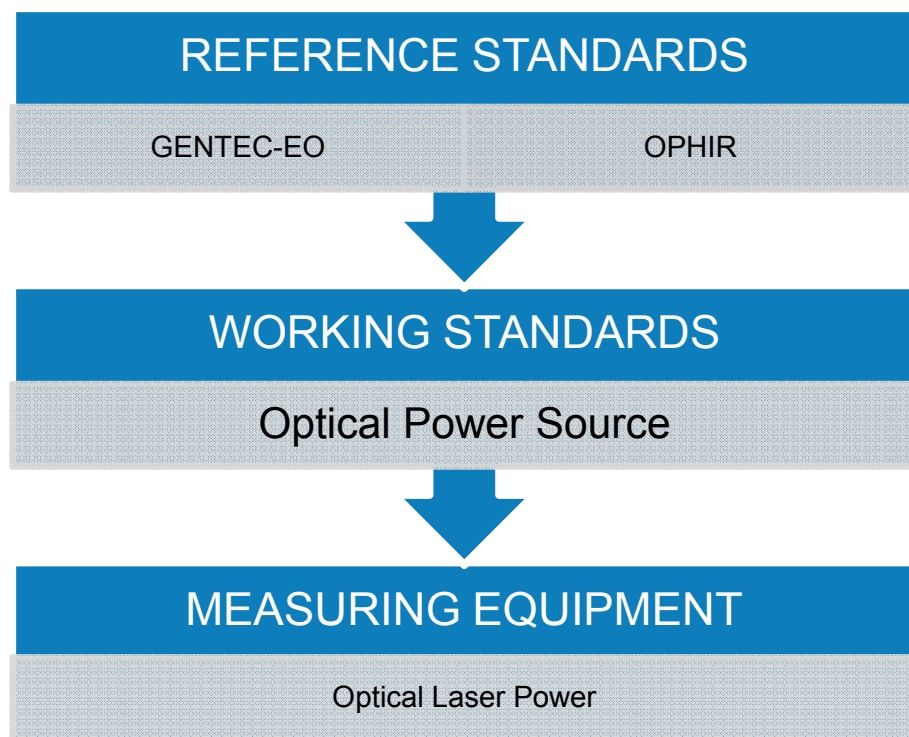 REFERENCE STANDARDS
GENTEC-EO
OPHIR
WORKING STANDARDS
Optical Power Source
MEASURING EQUIPMENT
Optical Laser Power